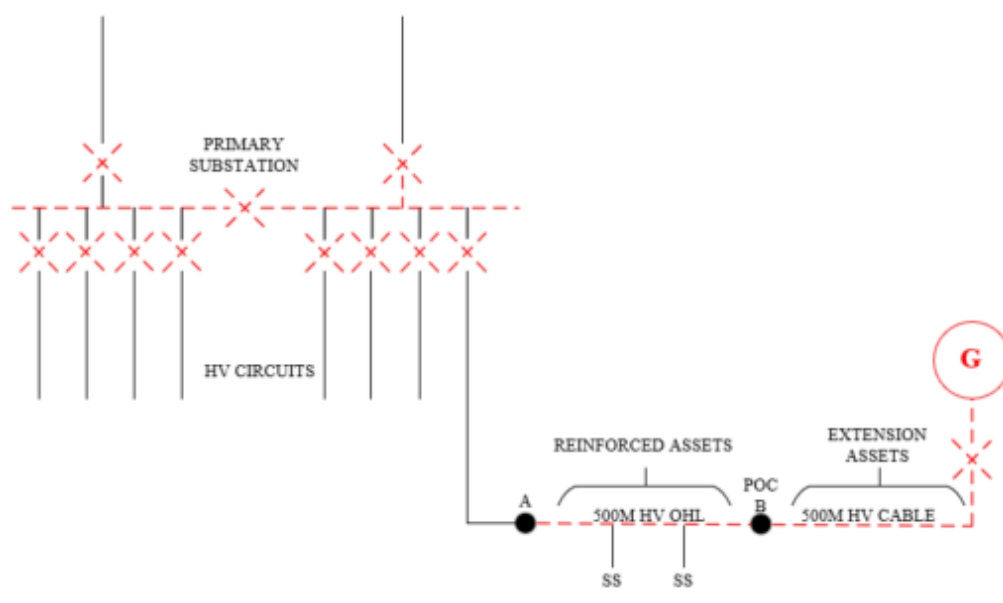 PRIMARY
SUBSTATION
HV CIRCUITS
G
REINFORCED ASSETS
EXTENSION
ASSETS
A
POC
B
500M HV OHL
500M HV CABLE
SS
SS